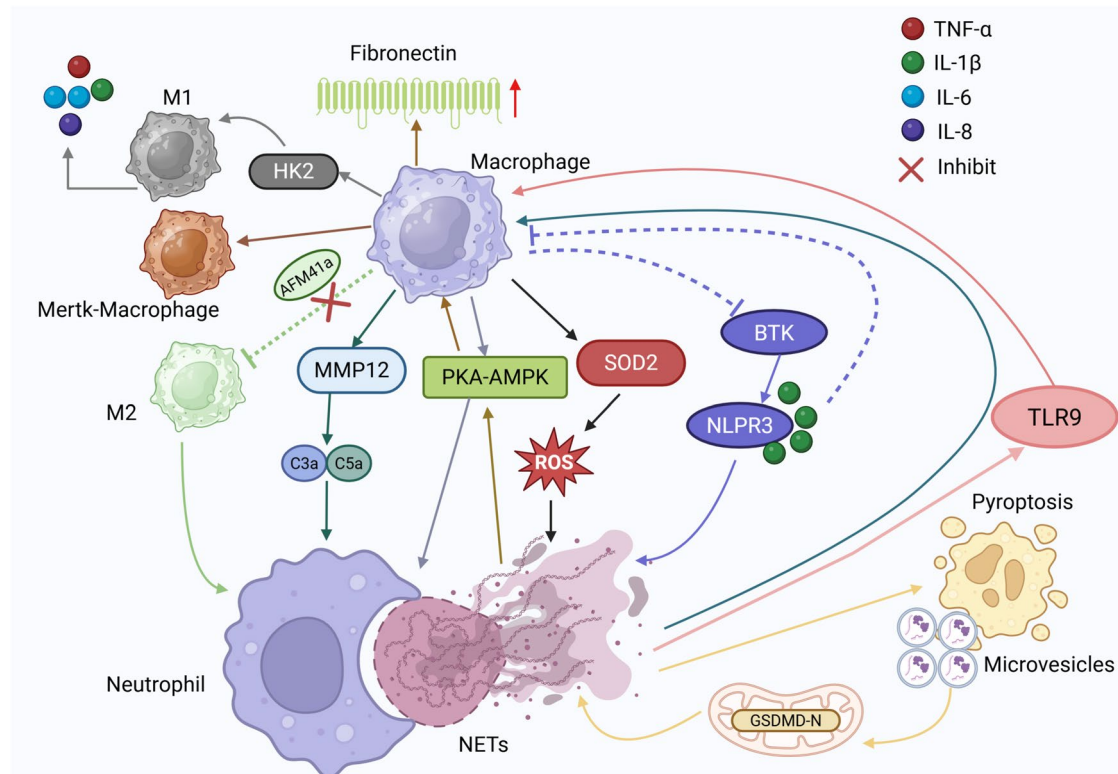 TNF-α
IL-1β
IL-6
IL-8
Inhibit
Fibronectin
M1
HK2
Macrophage
Mertk-Macrophage
AFM41a
M2
MMP12
PKA-AMPK
SOD2
BTK
NLPR3
TLR9
C3a
C5a
ROS
Pyroptosis
Microvesicles
Neutrophil
NETs
GSDMD-N